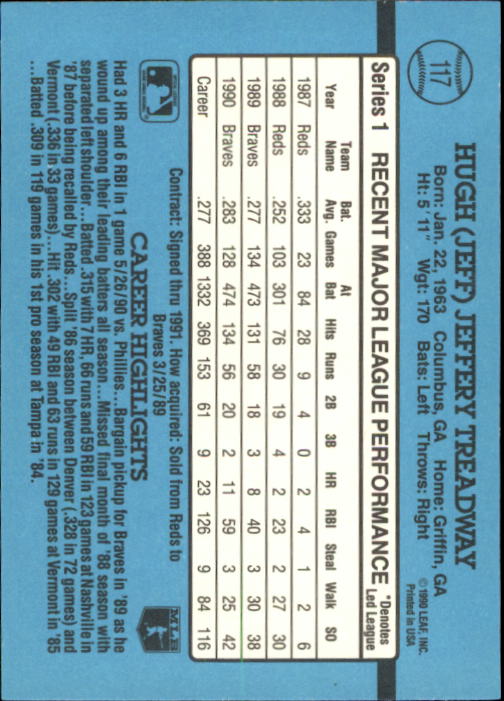 117
HUGH (JEFF) JEFFERY TREADWAY
Born: Jan. 22, 1963 Columbus, GA Home: Griffin, GA
Ht: 5'11" Wgt: 170 Bats: Left Throws: Right
© 1990 LEAF, INC.
Printed in USA
Series 1 RECENT MAJOR LEAGUE PERFORMANCE *Denotes Led League
Year Team Name Bat. Avg. Games At Bat Hits Runs 2B 3B HR RBI Steal Walk SO
1987 Reds .333 23 84 28 9 4 0 2 4 1 2 6
1988 Reds .252 103 301 76 30 19 4 2 23 2 27 30
1989 Braves .277 134 473 131 58 18 3 8 40 3 30 38
1990 Braves .283 128 474 134 56 20 2 11 59 3 25 42
Career .277 388 1332 369 153 61 9 23 126 9 84 116
Contract: Signed thru 1991. How acquired: Sold from Reds to
Braves 3/25/89
CAREER HIGHLIGHTS
MLB
Had 3 HR and 6 RBI in 1 game 5/26/90 vs. Phillies...Bargain pickup for Braves in '89 as he
wound up among their leading batters all season...Missed final month of '88 season with
separated left shoulder...Batted .315 with 7 HR, 66 runs and 59 RBI in 123 games at Nashville in
'87 before being recalled by Reds...Split '86 season between Denver (.328 in 72 games) and
Vermont (.336 in 33 games)...Hit .302 with 49 RBI and 63 runs in 129 games at Vermont in '85
...Batted .309 in 119 games in his 1st pro season at Tampa in '84.